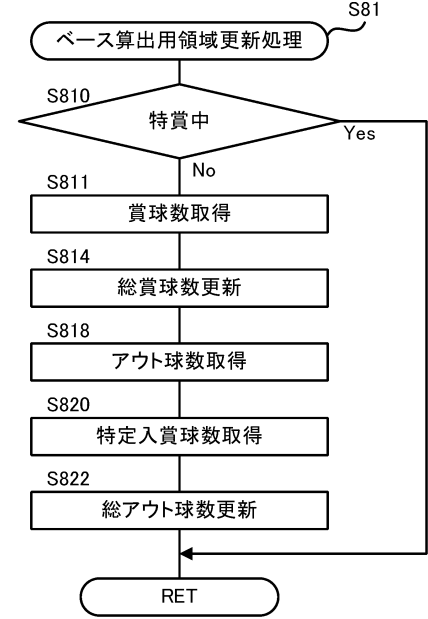 S81
ベース算出用領域更新処理
S810
特賞中
Yes
No
S811
賞球数取得
S814
総賞球数更新
S818
アウト球数取得
S820
特定入賞球数取得
S822
総アウト球数更新
RET